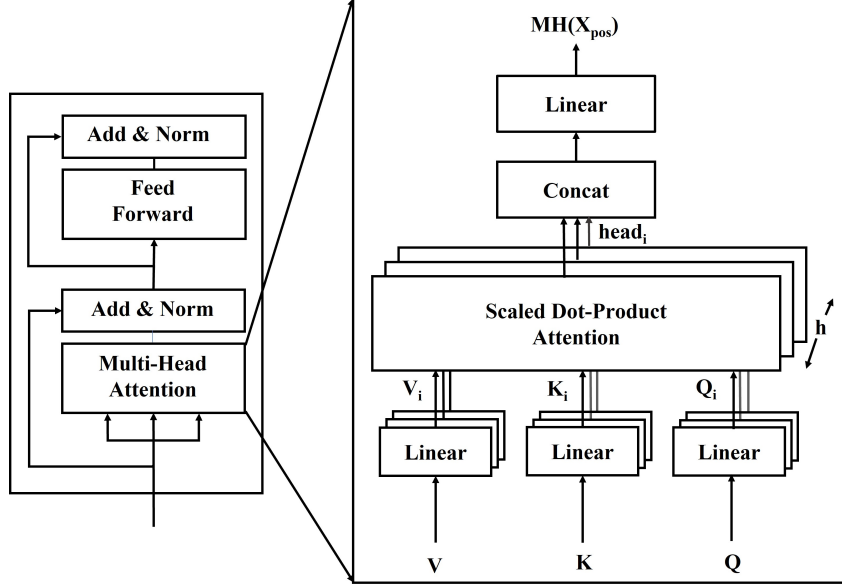 Add & Norm
Feed
Forward
Add & Norm
Multi-Head
Attention
MH(X_pos)
Linear
Concat
head_i
Scaled Dot-Product
Attention
h
V_i K_i Q_i
Linear Linear Linear
V K Q